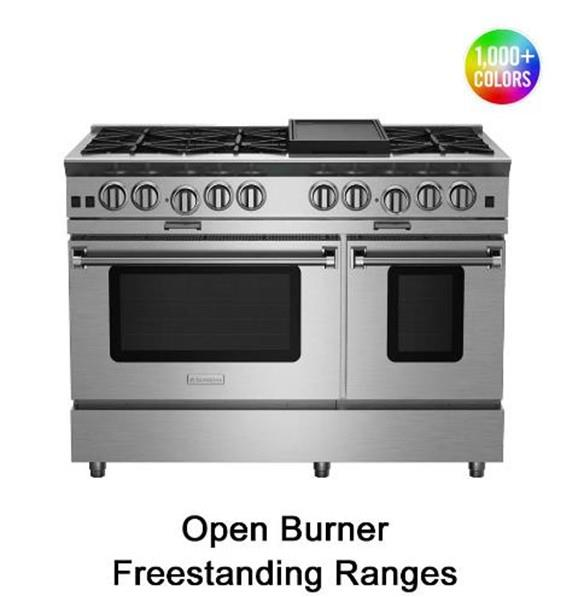 1,000+
COLORS
Open Burner
Freestanding Ranges